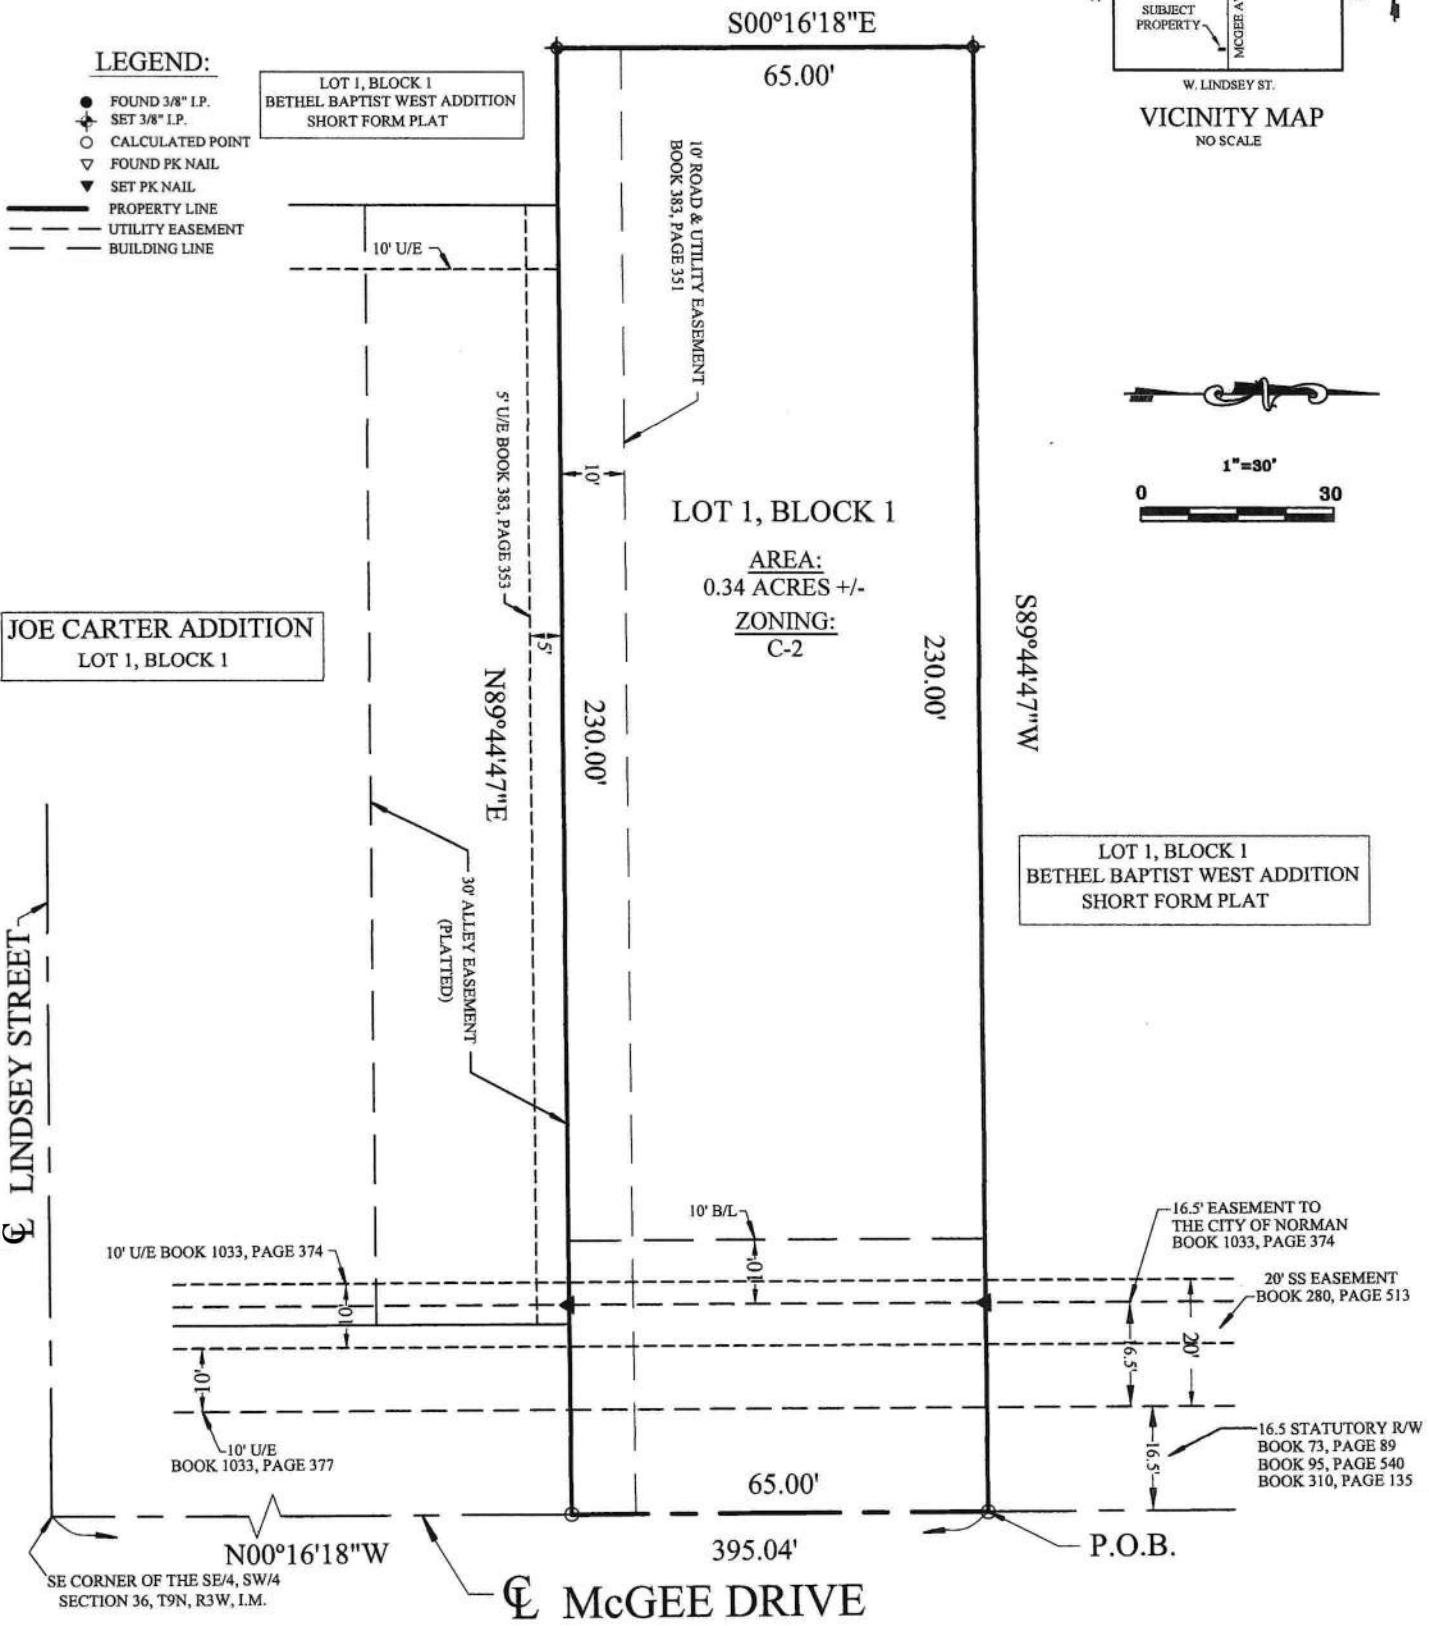 S00°16'18"E
65.00'
SUBJECT
PROPERTY
W. LINDSEY ST.
VICINITY MAP
NO SCALE
LEGEND:
FOUND 3/8" I.P.
SET 3/8" I.P.
CALCULATED POINT
FOUND PK NAIL
SET PK NAIL
PROPERTY LINE
UTILITY EASEMENT
BUILDING LINE
LOT 1, BLOCK 1
BETHEL BAPTIST WEST ADDITION
SHORT FORM PLAT
10' U/E
10' ROAD & UTILITY EASEMENT
BOOK 383, PAGE 351
1"=30'
0 30
5' U/E BOOK 383, PAGE 353
10'
LOT 1, BLOCK 1
AREA:
0.34 ACRES +/-
ZONING:
C-2
JOE CARTER ADDITION
LOT 1, BLOCK 1
5'
N89°44'47"E
230.00'
230.00'
S89°44'47"W
LOT 1, BLOCK 1
BETHEL BAPTIST WEST ADDITION
SHORT FORM PLAT
30' ALLEY EASEMENT
(PLATTED)
℄ LINDSEY STREET
10' B/L
10'
16.5' EASEMENT TO
THE CITY OF NORMAN
BOOK 1033, PAGE 374
10' U/E BOOK 1033, PAGE 374
10'
20' SS EASEMENT
BOOK 280, PAGE 513
20'
16.5'
10'
10' U/E
BOOK 1033, PAGE 377
16.5'
16.5 STATUTORY R/W
BOOK 73, PAGE 89
BOOK 95, PAGE 540
BOOK 310, PAGE 135
65.00'
395.04'
P.O.B.
N00°16'18"W
SE CORNER OF THE SE/4, SW/4
SECTION 36, T9N, R3W, I.M.
℄ McGEE DRIVE